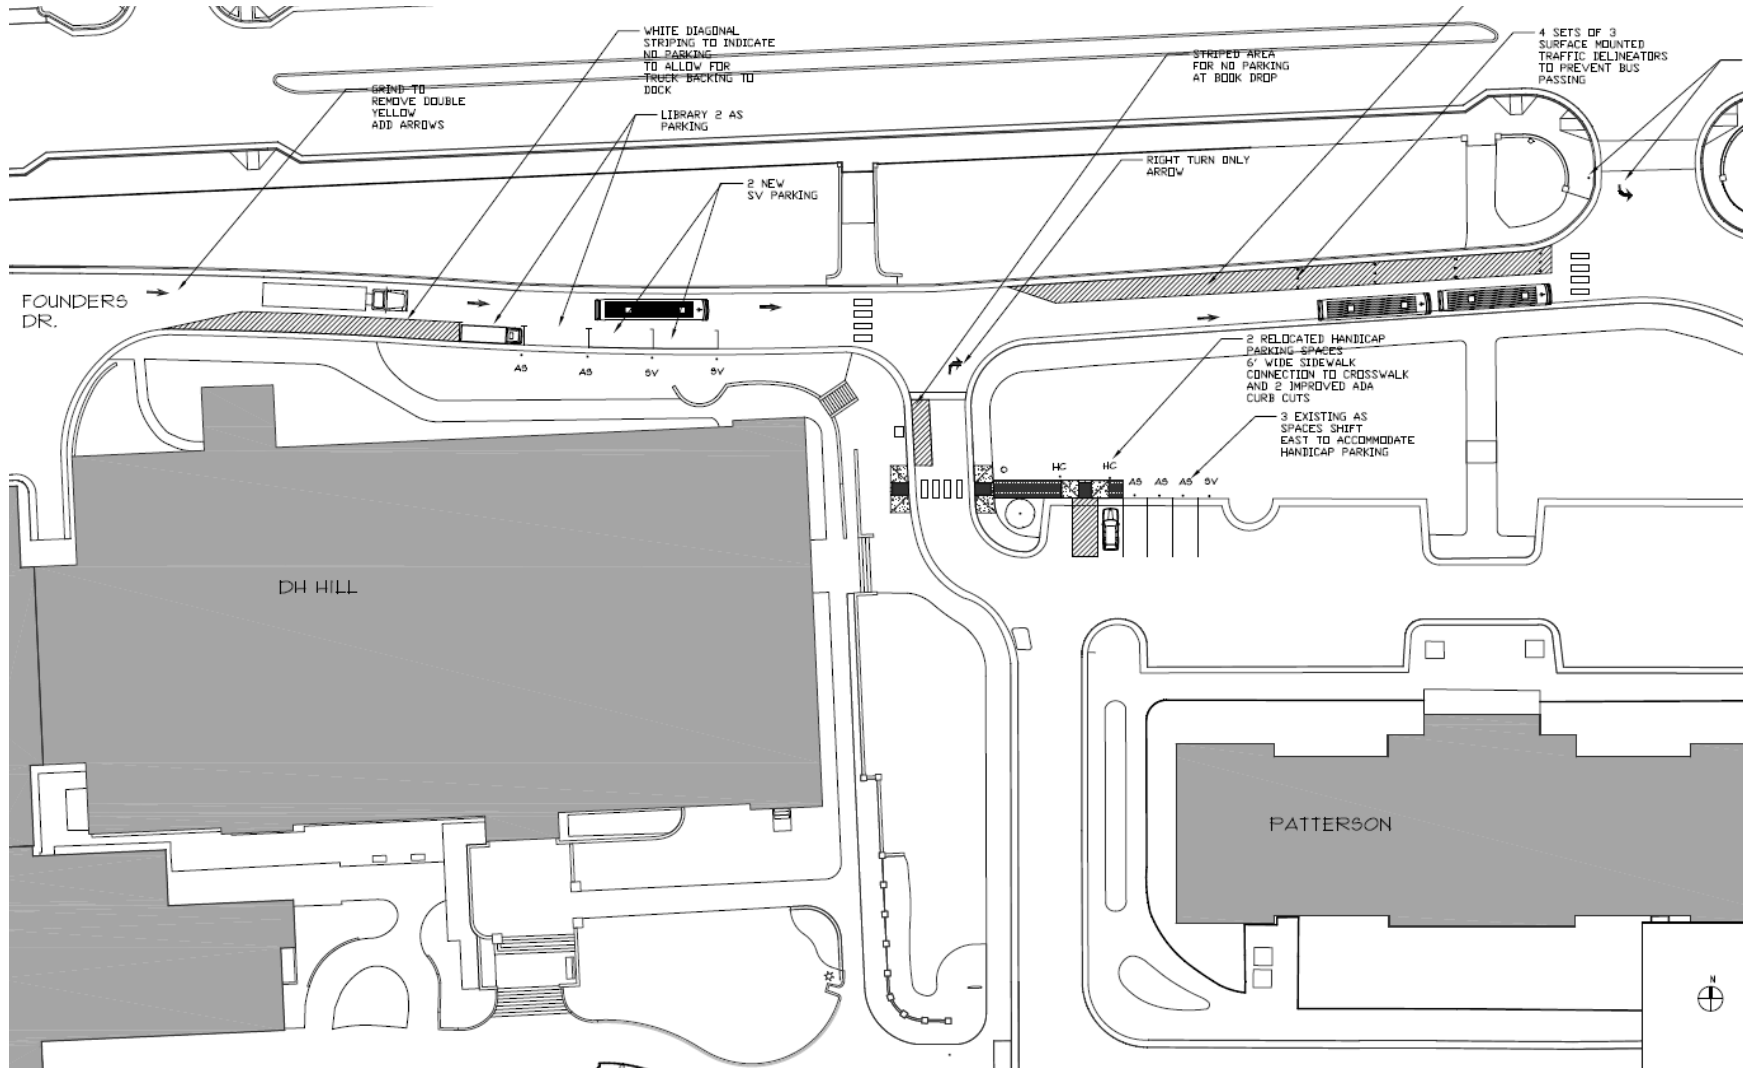 WHITE DIAGONAL
STRIPING TO INDICATE
NO PARKING
TO ALLOW FOR
TRUCK BACKING TO
DOCK
STRIPED AREA
FOR NO PARKING
AT BOOK DROP
4 SETS OF 3
SURFACE MOUNTED
TRAFFIC DELINEATORS
TO PREVENT BUS
PASSING
GRIND TO
REMOVE DOUBLE
YELLOW
ADD ARROWS
LIBRARY 2 AS
PARKING
RIGHT TURN ONLY
ARROW
2 NEW
SV PARKING
FOUNDERS
DR.
AS
AS
SV
SV
2 RELOCATED HANDICAP
PARKING SPACES
6' WIDE SIDEWALK
CONNECTION TO CROSSWALK
AND 2 IMPROVED ADA
CURB CUTS
3 EXISTING AS
SPACES SHIFT
EAST TO ACCOMMODATE
HANDICAP PARKING
HC
HC
AS
AS
AS
SV
DH HILL
PATTERSON
N